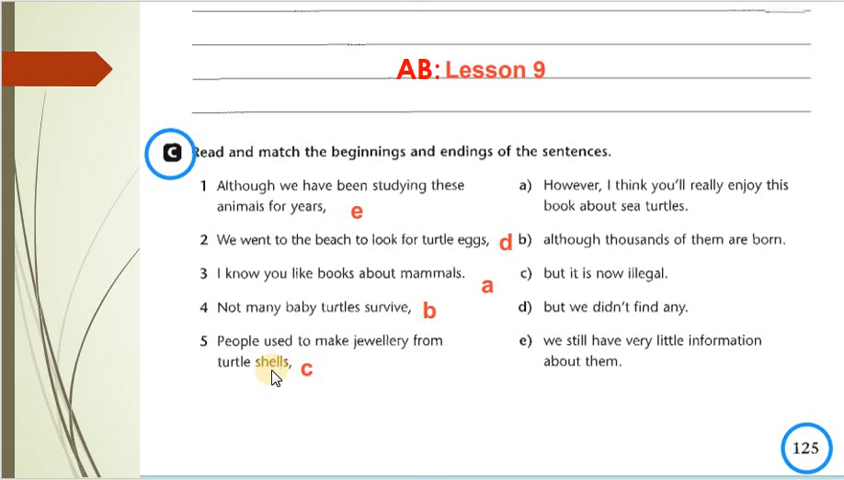 AB: Lesson 9
C Read and match the beginnings and endings of the sentences.
1 Although we have been studying these
animals for years, e
2 We went to the beach to look for turtle eggs, d
3 I know you like books about mammals. a
4 Not many baby turtles survive, b
5 People used to make jewellery from
turtle shells, c
a) However, I think you'll really enjoy this
book about sea turtles.
b) although thousands of them are born.
c) but it is now illegal.
d) but we didn't find any.
e) we still have very little information
about them.
125